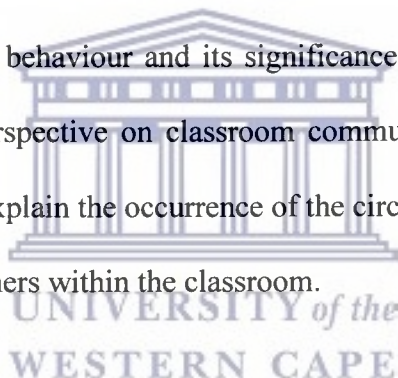 behaviour and its significance
rspective on classroom commu
xplain the occurrence of the circ
ners within the classroom.
UNIVERSITY of the
WESTERN CAPE